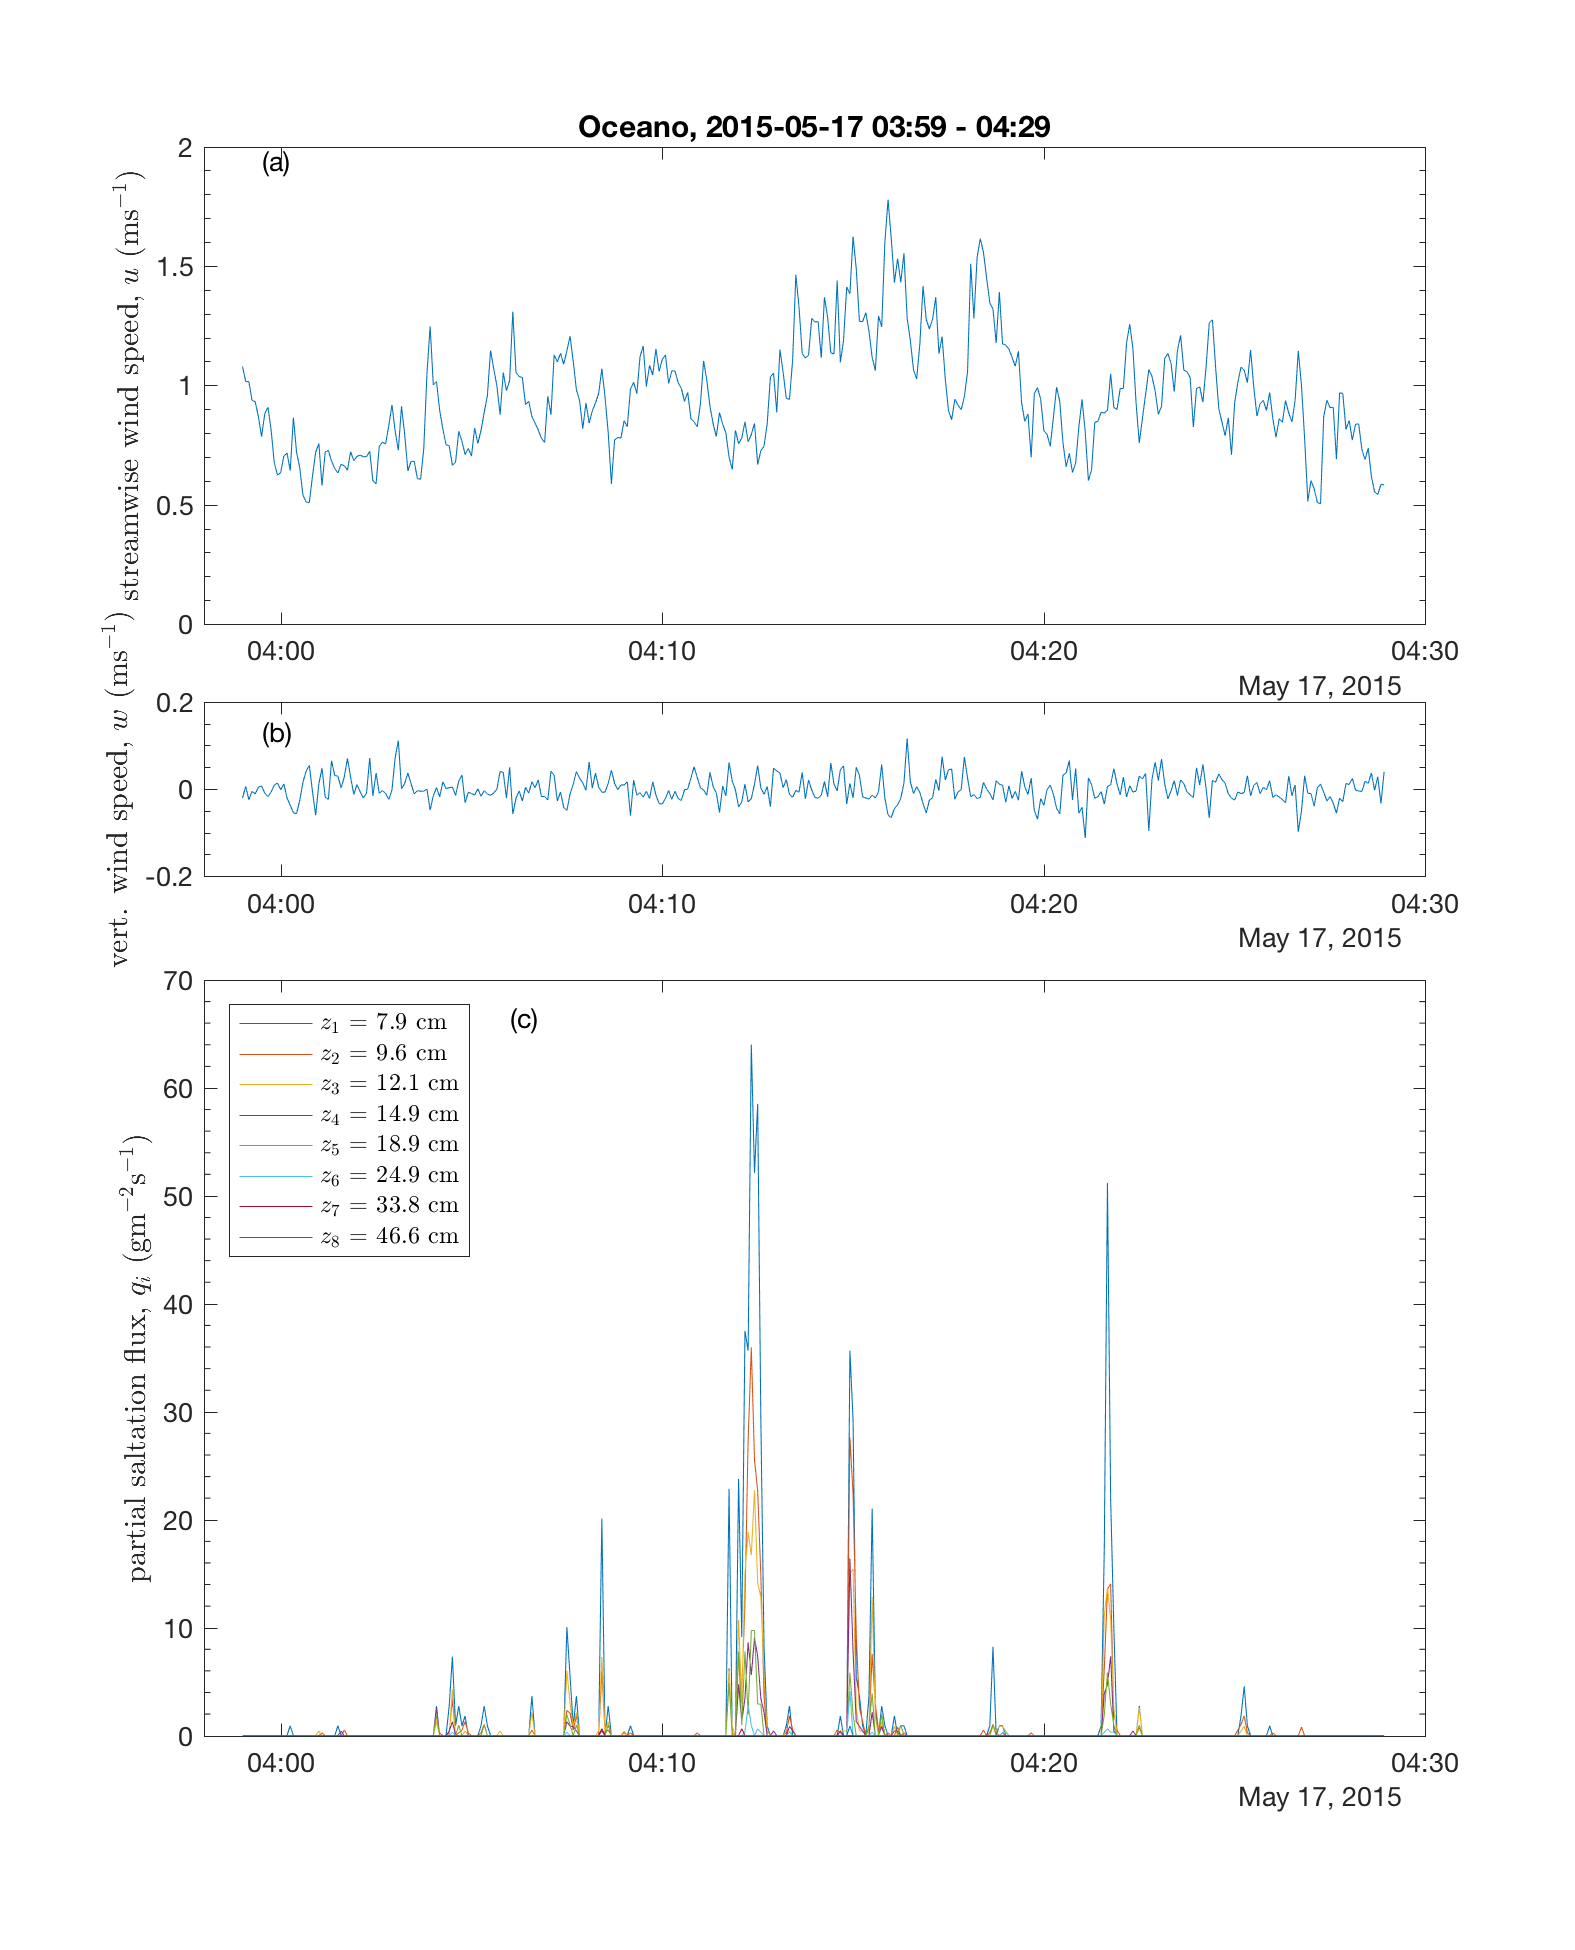 Oceano, 2015-05-17 03:59 - 04:29
(a)
streamwise wind speed, u (ms⁻¹)
2
1.5
1
0.5
0
04:00 04:10 04:20 04:30
May 17, 2015
(b)
vert. wind speed, w (ms⁻¹)
0.2
0
-0.2
04:00 04:10 04:20 04:30
May 17, 2015
(c)
partial saltation flux, qᵢ (gm⁻²s⁻¹)
70
60
50
40
30
20
10
0
z₁ = 7.9 cm
z₂ = 9.6 cm
z₃ = 12.1 cm
z₄ = 14.9 cm
z₅ = 18.9 cm
z₆ = 24.9 cm
z₇ = 33.8 cm
z₈ = 46.6 cm
04:00 04:10 04:20 04:30
May 17, 2015